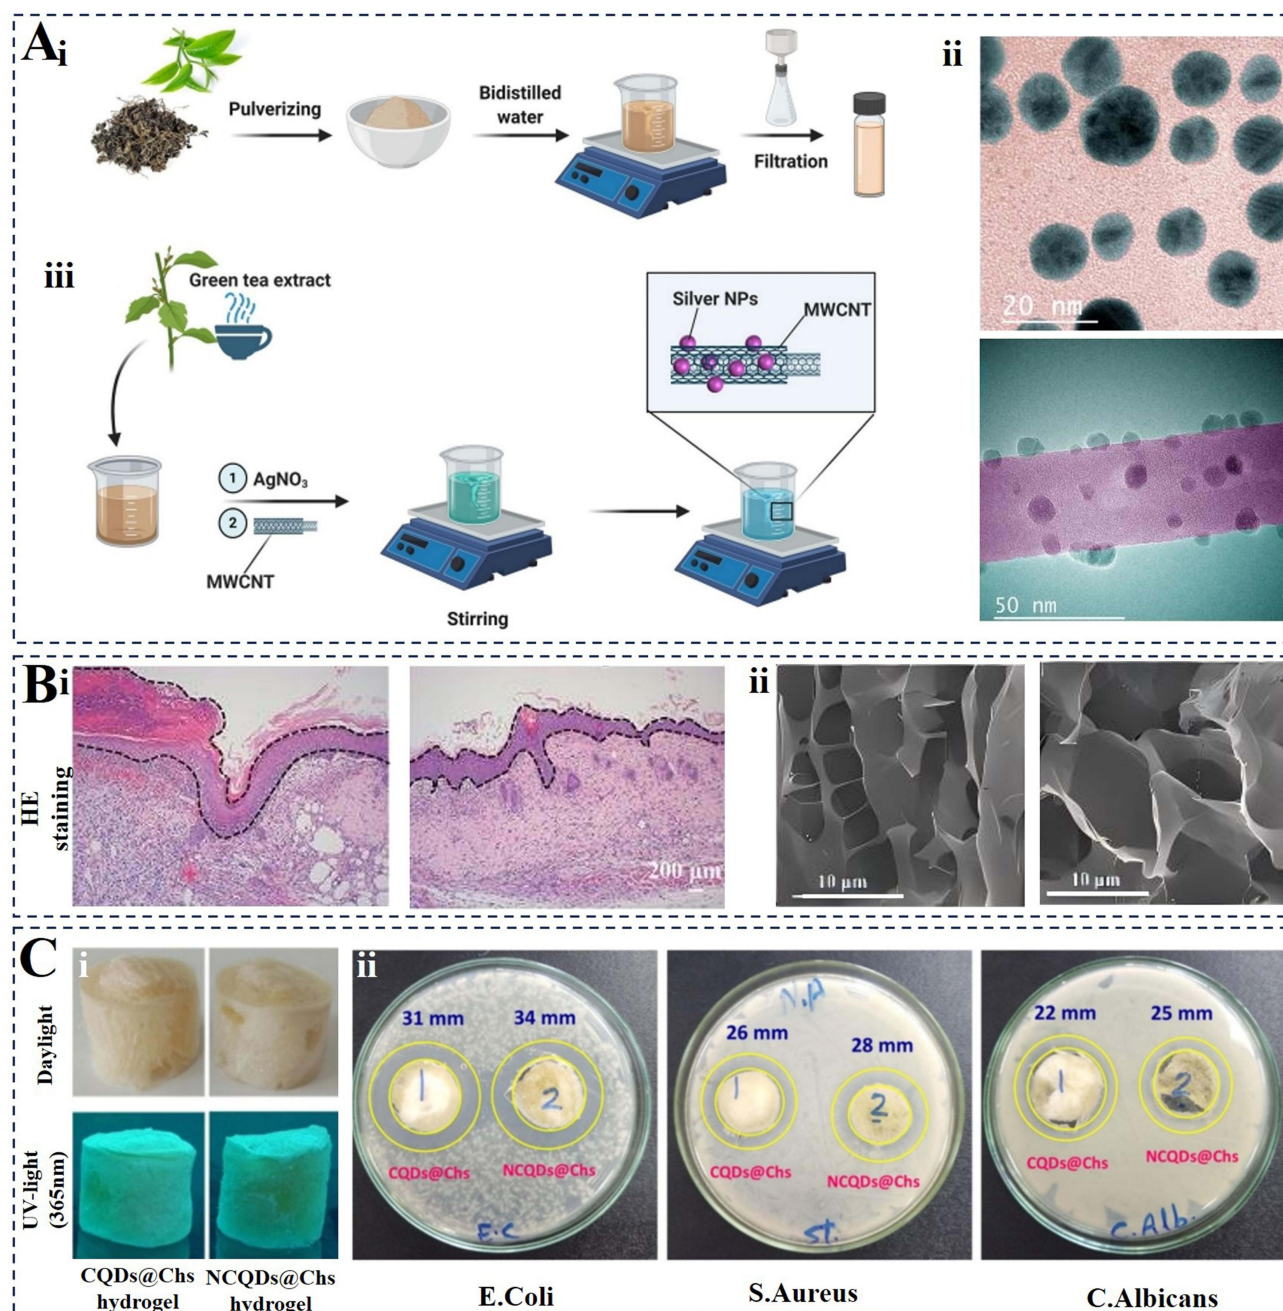 A
i
ii
Pulverizing
Bidistilled
water
Filtration
20 nm
iii
Green tea extract
Silver NPs
MWCNT
1
AgNO₃
2
MWCNT
Stirring
50 nm
B
i
ii
HE
staining
200 μm
10 μm
10 μm
C
i
ii
Daylight
UV-light
(365nm)
CQDs@Chs
hydrogel
NCQDs@Chs
hydrogel
31 mm
34 mm
1
2
CQDs@Chs
NCQDs@Chs
E.C
E.Coli
N.A
26 mm
28 mm
1
2
CQDs@Chs
NCQDs@Chs
St.
S.Aureus
22 mm
25 mm
1
2
CQDs@Chs
NCQDs@Chs
C.Alb.
C.Albicans